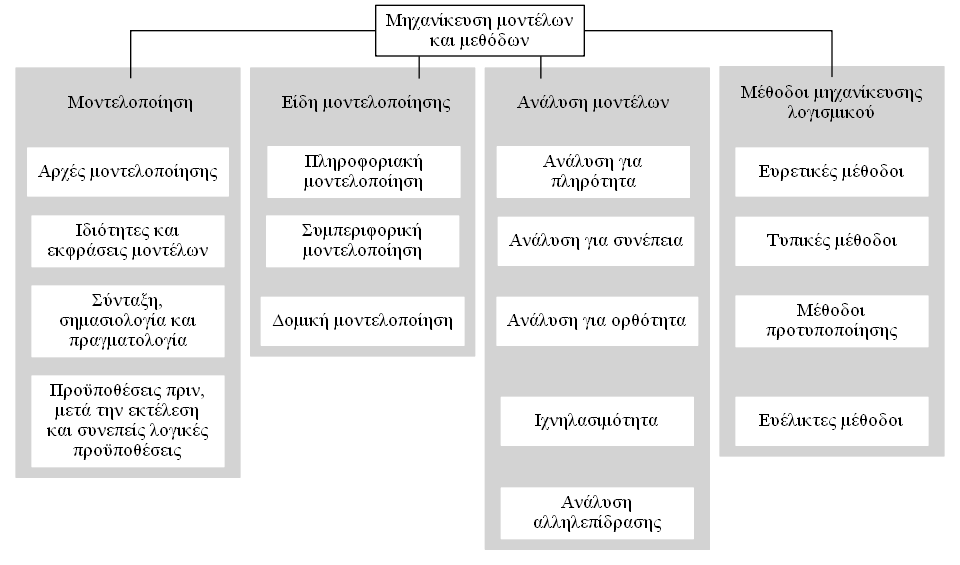 Μηχανίκευση μοντέλων
και μεθόδων
Μοντελοποίηση
Αρχές μοντελοποίησης
Ιδιότητες και
εκφράσεις μοντέλων
Σύνταξη,
σημασιολογία και
πραγματολογία
Προϋποθέσεις πριν,
μετά την εκτέλεση
και συνεπείς λογικές
προϋποθέσεις
Είδη μοντελοποίησης
Πληροφοριακή
μοντελοποίηση
Συμπεριφορική
μοντελοποίηση
Δομική μοντελοποίηση
Ανάλυση μοντέλων
Ανάλυση για
πληρότητα
Ανάλυση για συνέπεια
Ανάλυση για ορθότητα
Ιχνηλασιμότητα
Ανάλυση
αλληλεπίδρασης
Μέθοδοι μηχανίκευσης
λογισμικού
Ευρετικές μέθοδοι
Τυπικές μέθοδοι
Μέθοδοι
προτυποποίησης
Ευέλικτες μέθοδοι